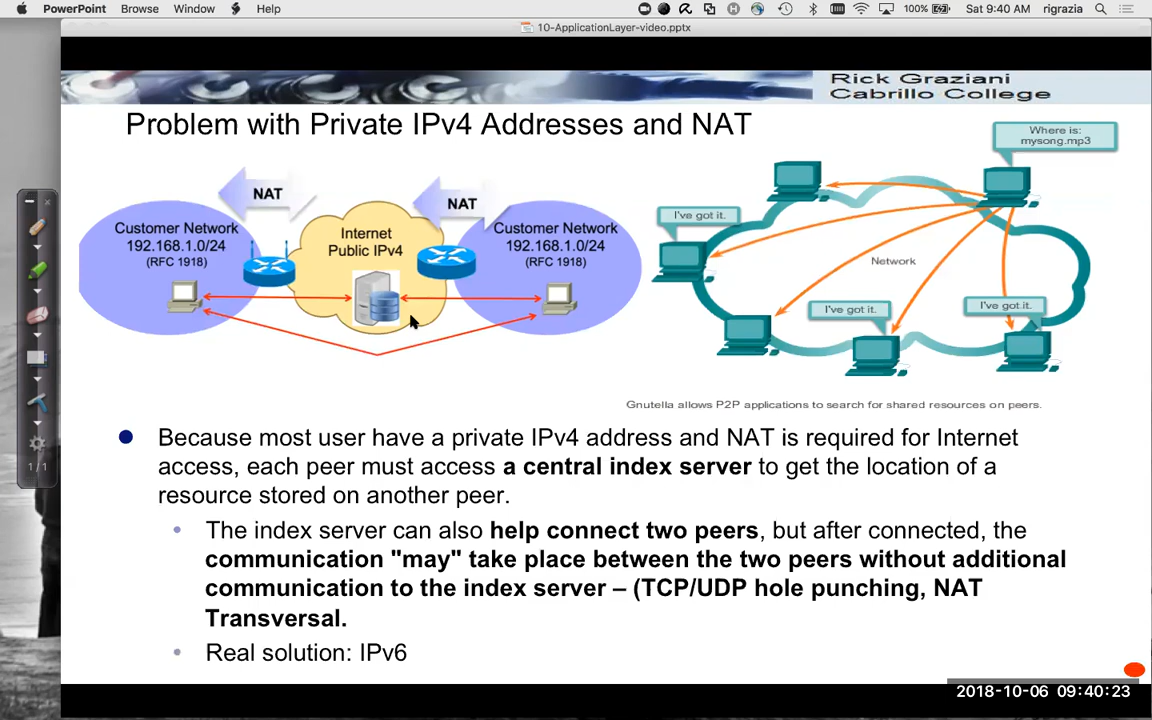 PowerPoint Browse Window Help 100% Sat 9:40 AM rigrazia
10-ApplicationLayer-video.pptx
Rick Graziani
Cabrillo College
Problem with Private IPv4 Addresses and NAT
NAT
NAT
Customer Network
192.168.1.0/24
(RFC 1918)
Internet
Public IPv4
Customer Network
192.168.1.0/24
(RFC 1918)
Where is:
mysong.mp3
I've got it.
Network
I've got it.
I've got it.
Gnutella allows P2P applications to search for shared resources on peers.
1/1
Because most user have a private IPv4 address and NAT is required for Internet
access, each peer must access a central index server to get the location of a
resource stored on another peer.
The index server can also help connect two peers, but after connected, the
communication "may" take place between the two peers without additional
communication to the index server – (TCP/UDP hole punching, NAT
Transversal.
Real solution: IPv6
2018-10-06 09:40:23